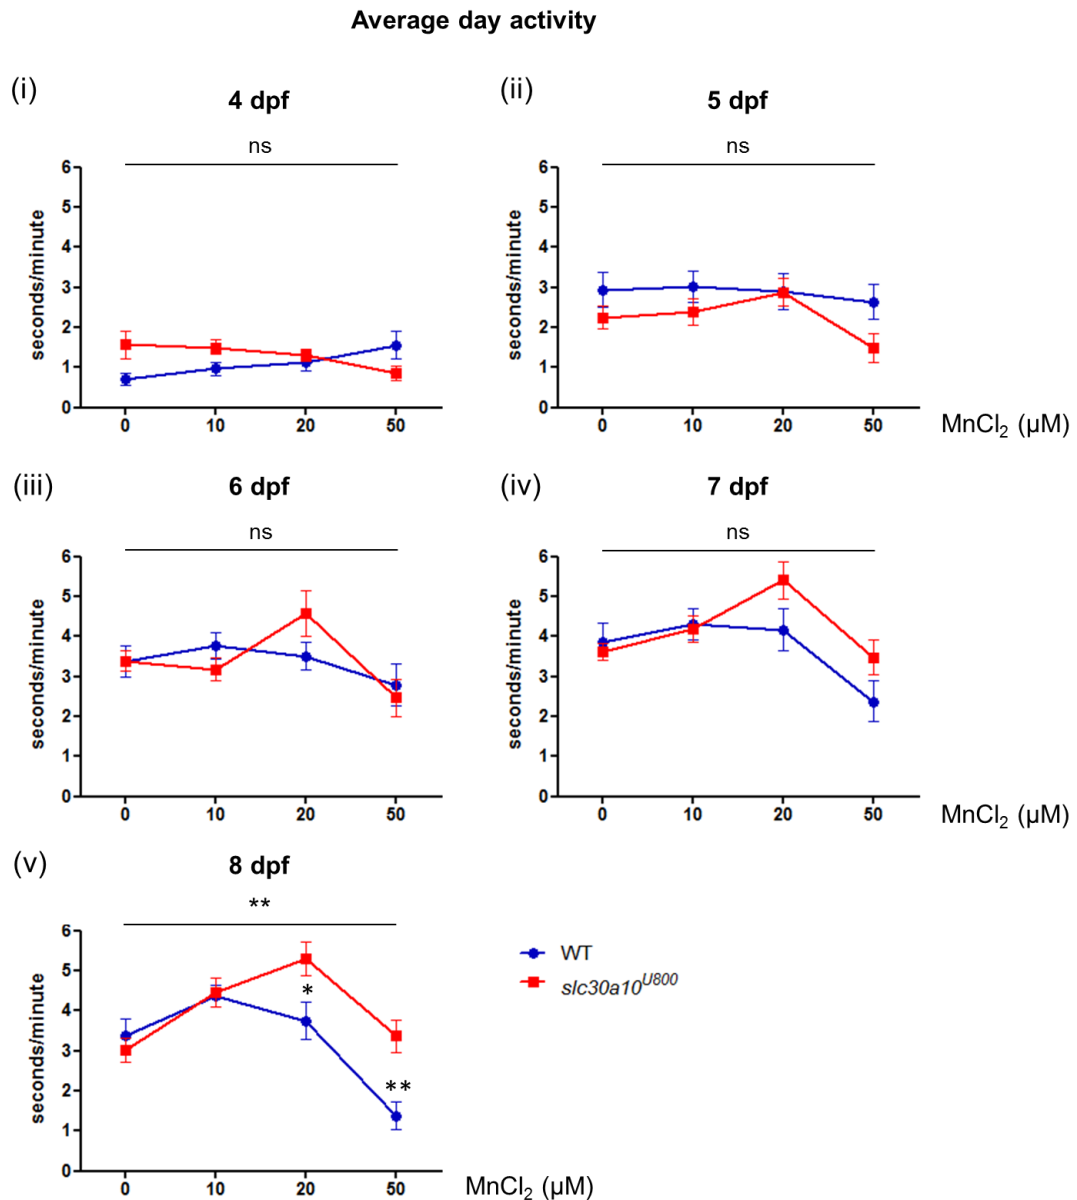 Average day activity
(i)
4 dpf
ns
seconds/minute
6
5
4
3
2
1
0
0 10 20 50
(ii)
5 dpf
ns
seconds/minute
6
5
4
3
2
1
0
0 10 20 50
MnCl₂ (µM)
(iii)
6 dpf
ns
seconds/minute
6
5
4
3
2
1
0
0 10 20 50
(iv)
7 dpf
ns
seconds/minute
6
5
4
3
2
1
0
0 10 20 50
MnCl₂ (µM)
(v)
8 dpf
**
seconds/minute
6
5
4
3
2
1
0
*
**
0 10 20 50
MnCl₂ (µM)
WT
slc30a10ᵁ⁸⁰⁰